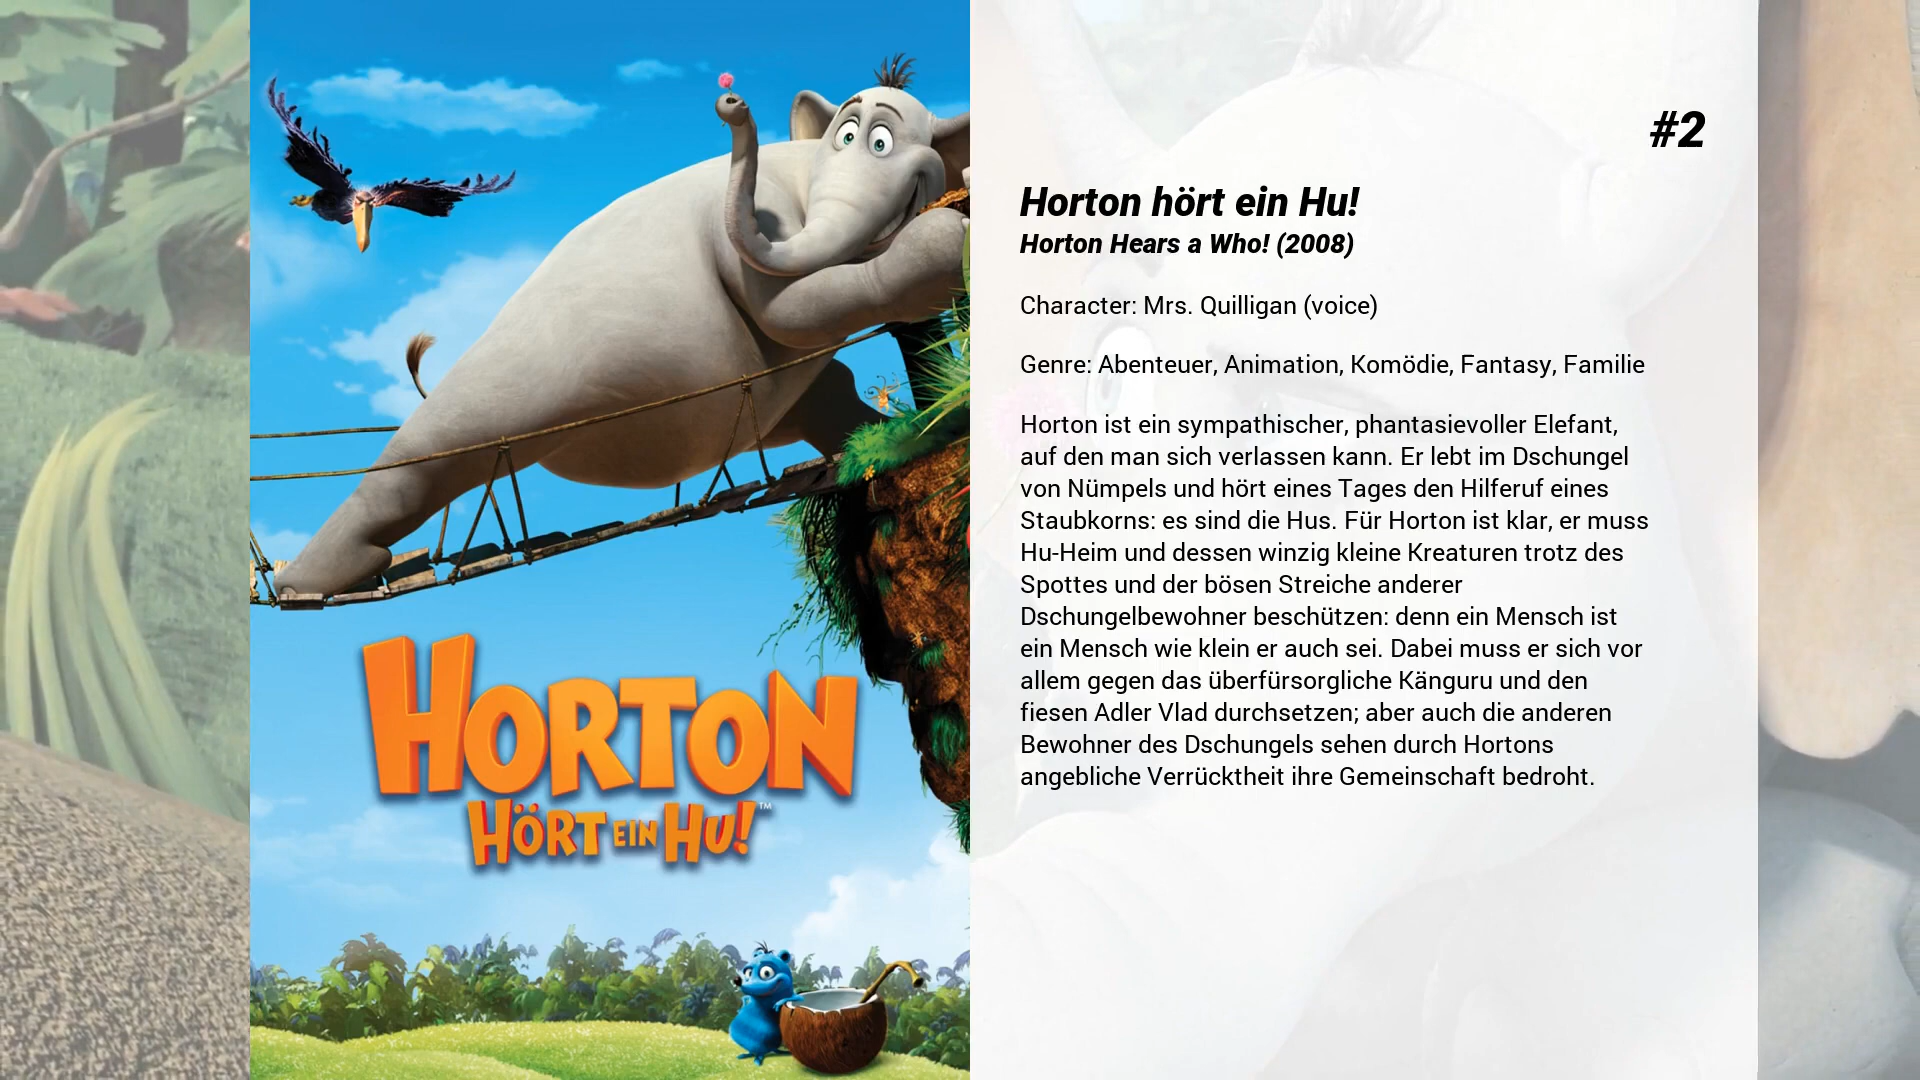 HORTON
HÖRT EIN HU!™
#2
Horton hört ein Hu!
Horton Hears a Who! (2008)
Character: Mrs. Quilligan (voice)
Genre: Abenteuer, Animation, Komödie, Fantasy, Familie
Horton ist ein sympathischer, phantasievoller Elefant,
auf den man sich verlassen kann. Er lebt im Dschungel
von Nümpels und hört eines Tages den Hilferuf eines
Staubkorns: es sind die Hus. Für Horton ist klar, er muss
Hu-Heim und dessen winzig kleine Kreaturen trotz des
Spottes und der bösen Streiche anderer
Dschungelbewohner beschützen: denn ein Mensch ist
ein Mensch wie klein er auch sei. Dabei muss er sich vor
allem gegen das überfürsorgliche Känguru und den
fiesen Adler Vlad durchsetzen; aber auch die anderen
Bewohner des Dschungels sehen durch Hortons
angebliche Verrücktheit ihre Gemeinschaft bedroht.